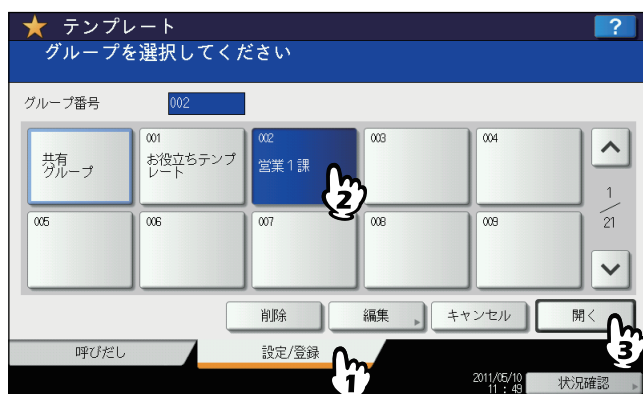 テンプレート
?
グループを選択してください
グループ番号 002
共有
グループ
001
お役立ちテンプ
レート
002
営業1課
003
004
1
/
21
005
006
007
008
009
削除
編集
キャンセル
開く
呼びだし
設定/登録
2011/05/10
11 : 49
状況確認
1
2
3